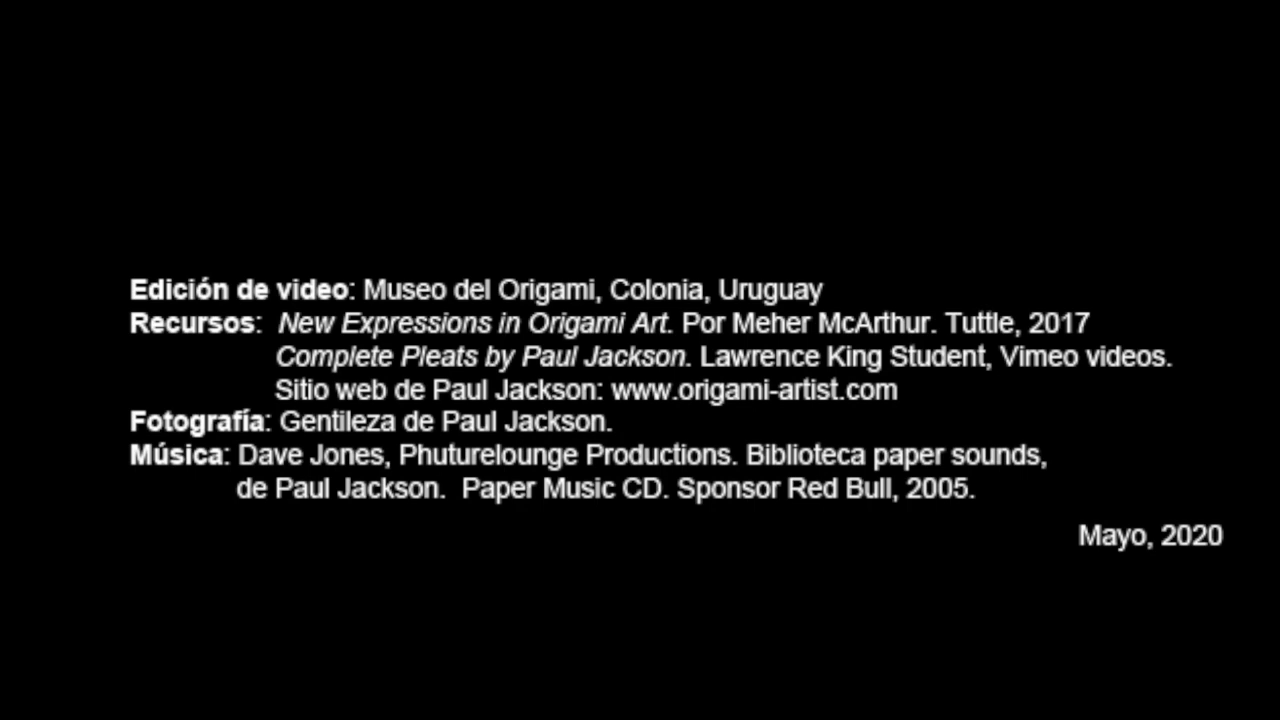 Edición de video: Museo del Origami, Colonia, Uruguay
Recursos: New Expressions in Origami Art. Por Meher McArthur. Tuttle, 2017
Complete Pleats by Paul Jackson. Lawrence King Student, Vimeo videos.
Sitio web de Paul Jackson: www.origami-artist.com
Fotografía: Gentileza de Paul Jackson.
Música: Dave Jones, Phuturelounge Productions. Biblioteca paper sounds,
de Paul Jackson. Paper Music CD. Sponsor Red Bull, 2005.
Mayo, 2020